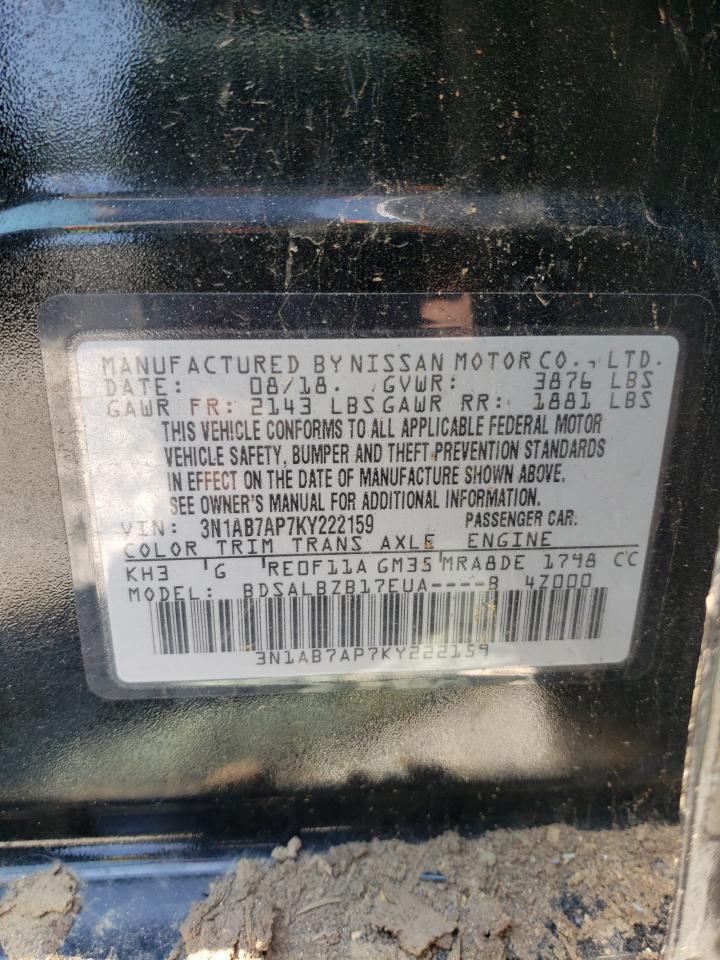 MANUFACTURED BY NISSAN MOTOR CO., LTD.
DATE: 08/18. GVWR: 3876 LBS
GAWR FR: 2143 LBS GAWR RR: 1881 LBS
THIS VEHICLE CONFORMS TO ALL APPLICABLE FEDERAL MOTOR
VEHICLE SAFETY, BUMPER AND THEFT PREVENTION STANDARDS
IN EFFECT ON THE DATE OF MANUFACTURE SHOWN ABOVE.
SEE OWNER'S MANUAL FOR ADDITIONAL INFORMATION.
VIN: 3N1AB7AP7KY222159 PASSENGER CAR.
COLOR TRIM TRANS AXLE ENGINE
KH3 G RE0F11A GM35 MRA8DE 1798 CC
MODEL: BDSALBZB17EUA----B 4Z000
3N1AB7AP7KY222159